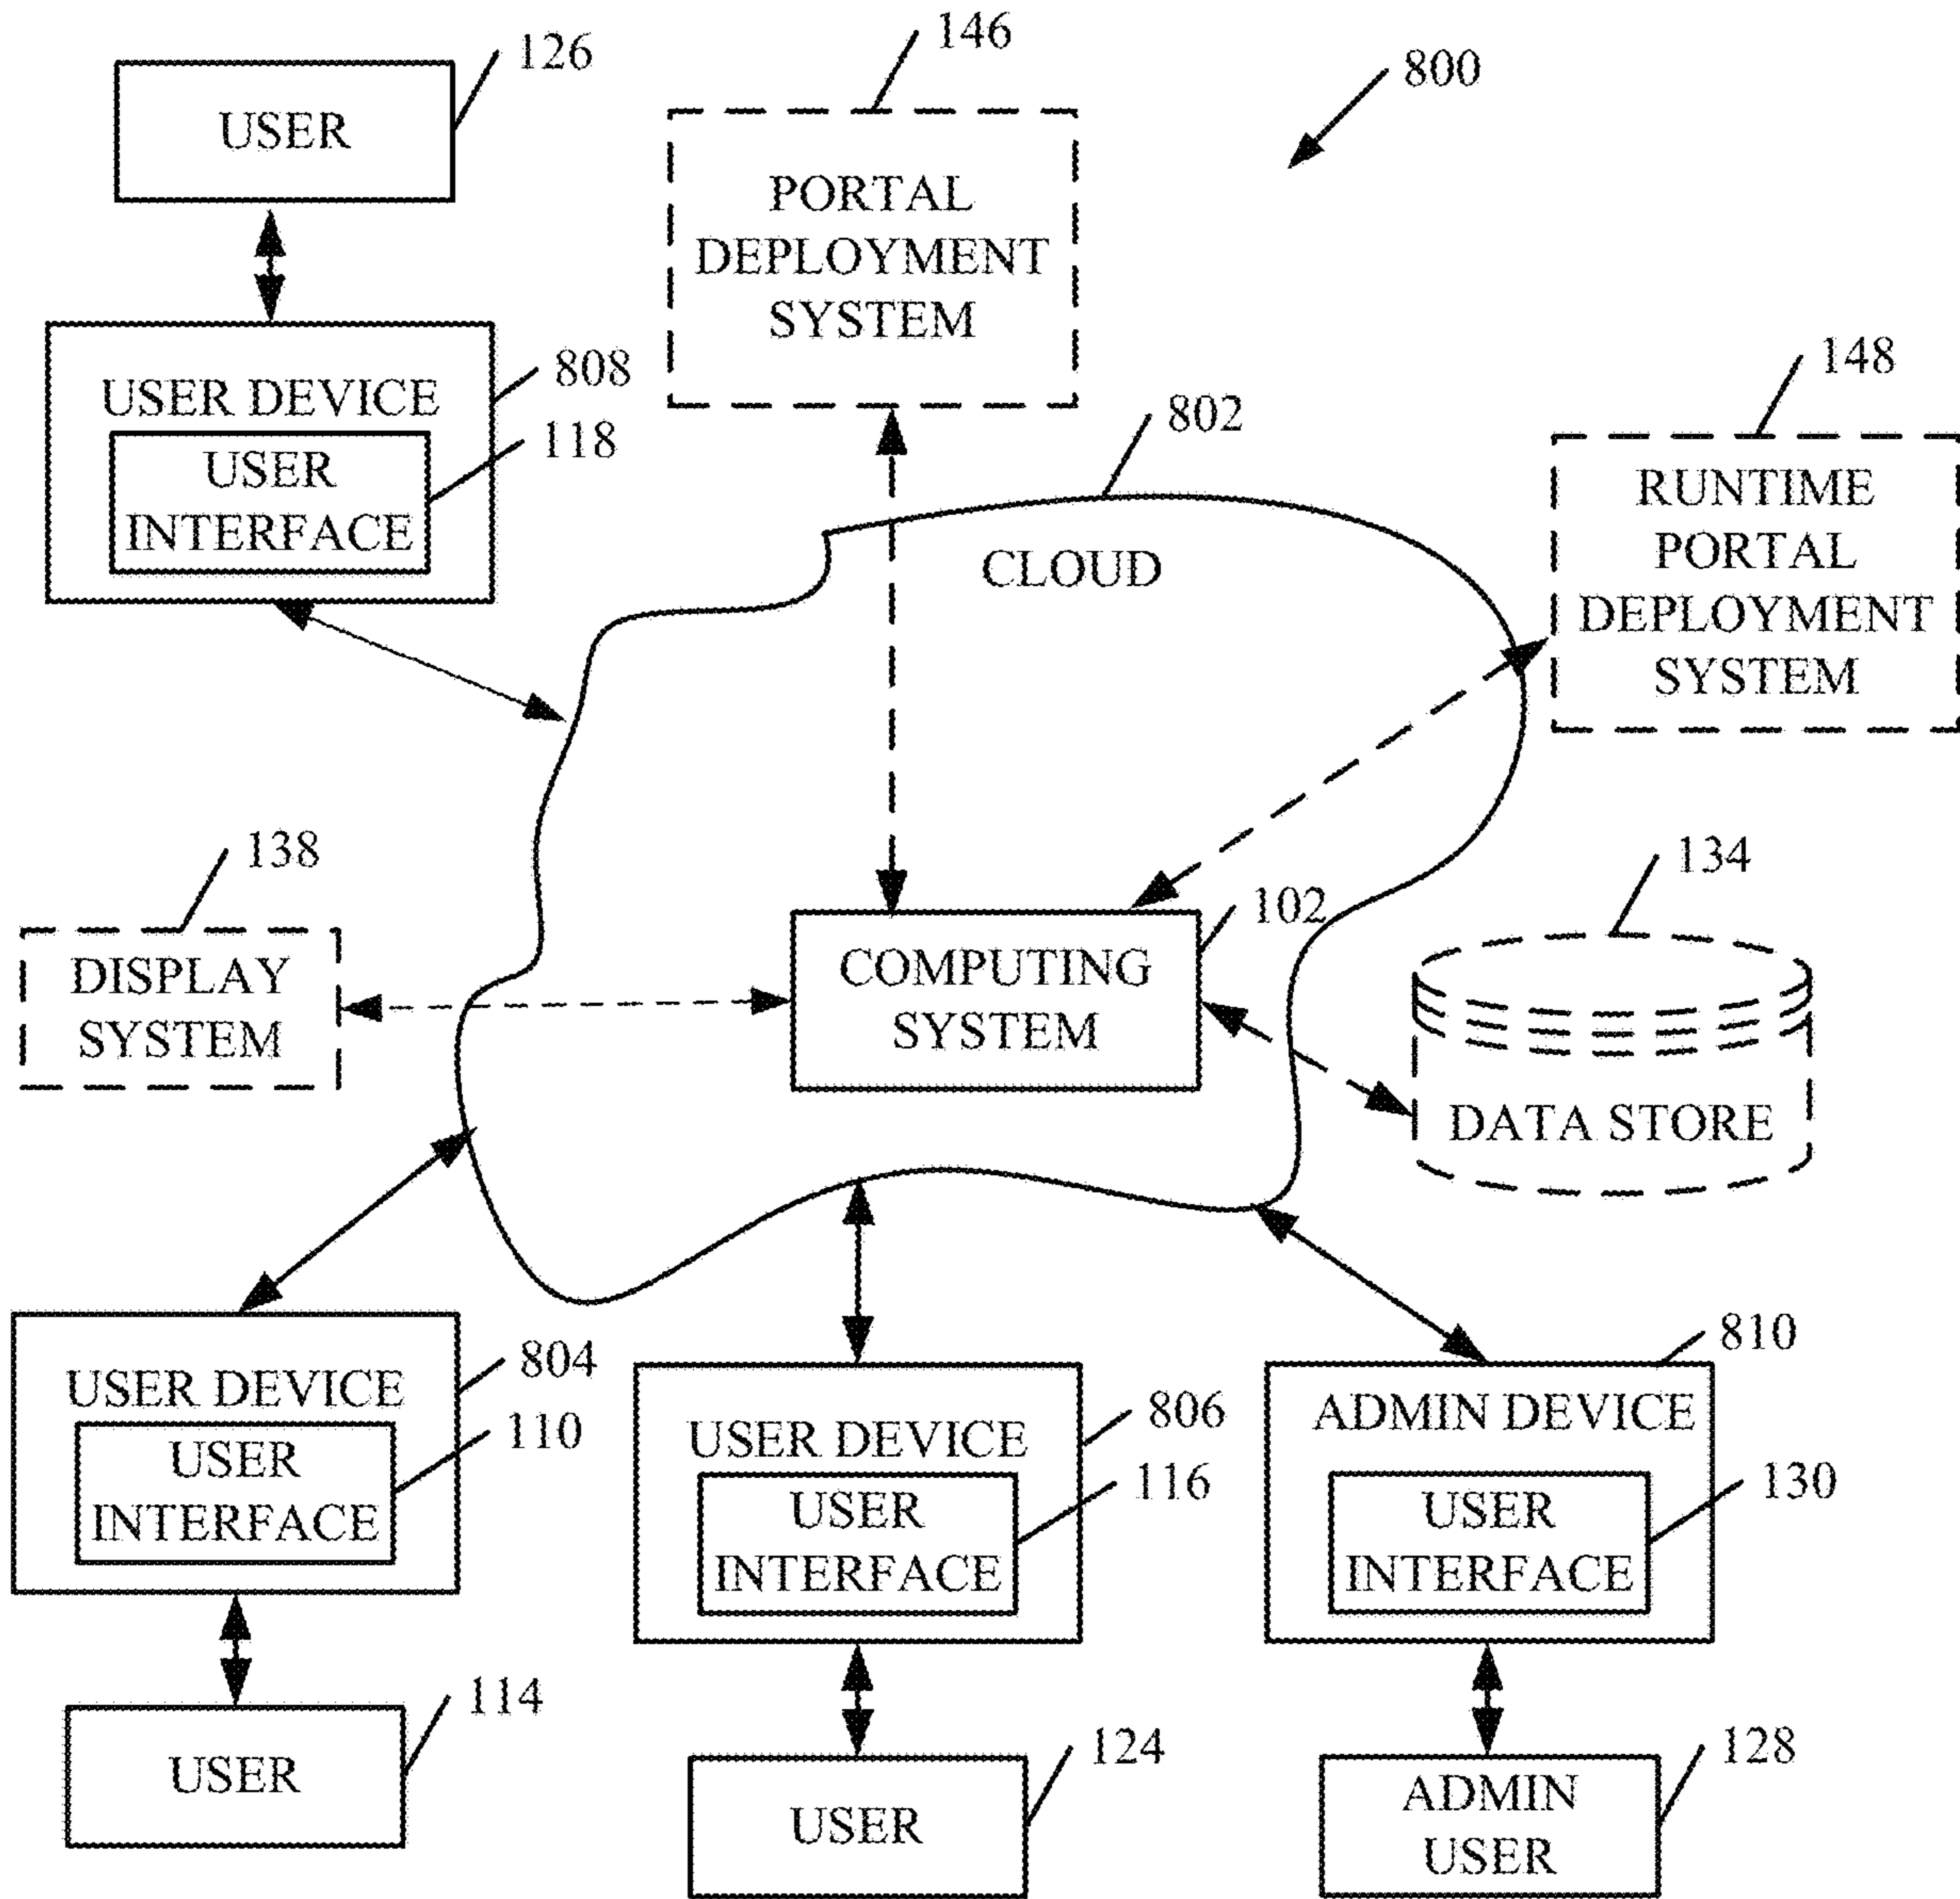 146
126
800
USER
PORTAL
DEPLOYMENT
SYSTEM
148
808
USER DEVICE
802
118
USER
INTERFACE
RUNTIME
PORTAL
DEPLOYMENT
SYSTEM
CLOUD
138
134
102
DISPLAY
SYSTEM
COMPUTING
SYSTEM
DATA STORE
804
USER DEVICE
110
USER
INTERFACE
806
USER DEVICE
116
USER
INTERFACE
810
ADMIN DEVICE
130
USER
INTERFACE
114
USER
124
USER
128
ADMIN
USER